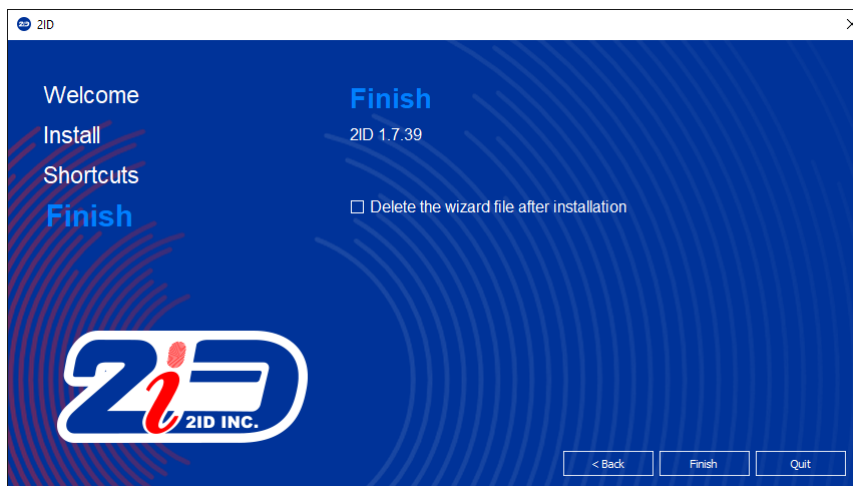 2ID
Welcome
Install
Shortcuts
Finish
Finish
2ID 1.7.39
Delete the wizard file after installation
2iD
2ID INC.
< Back
Finish
Quit